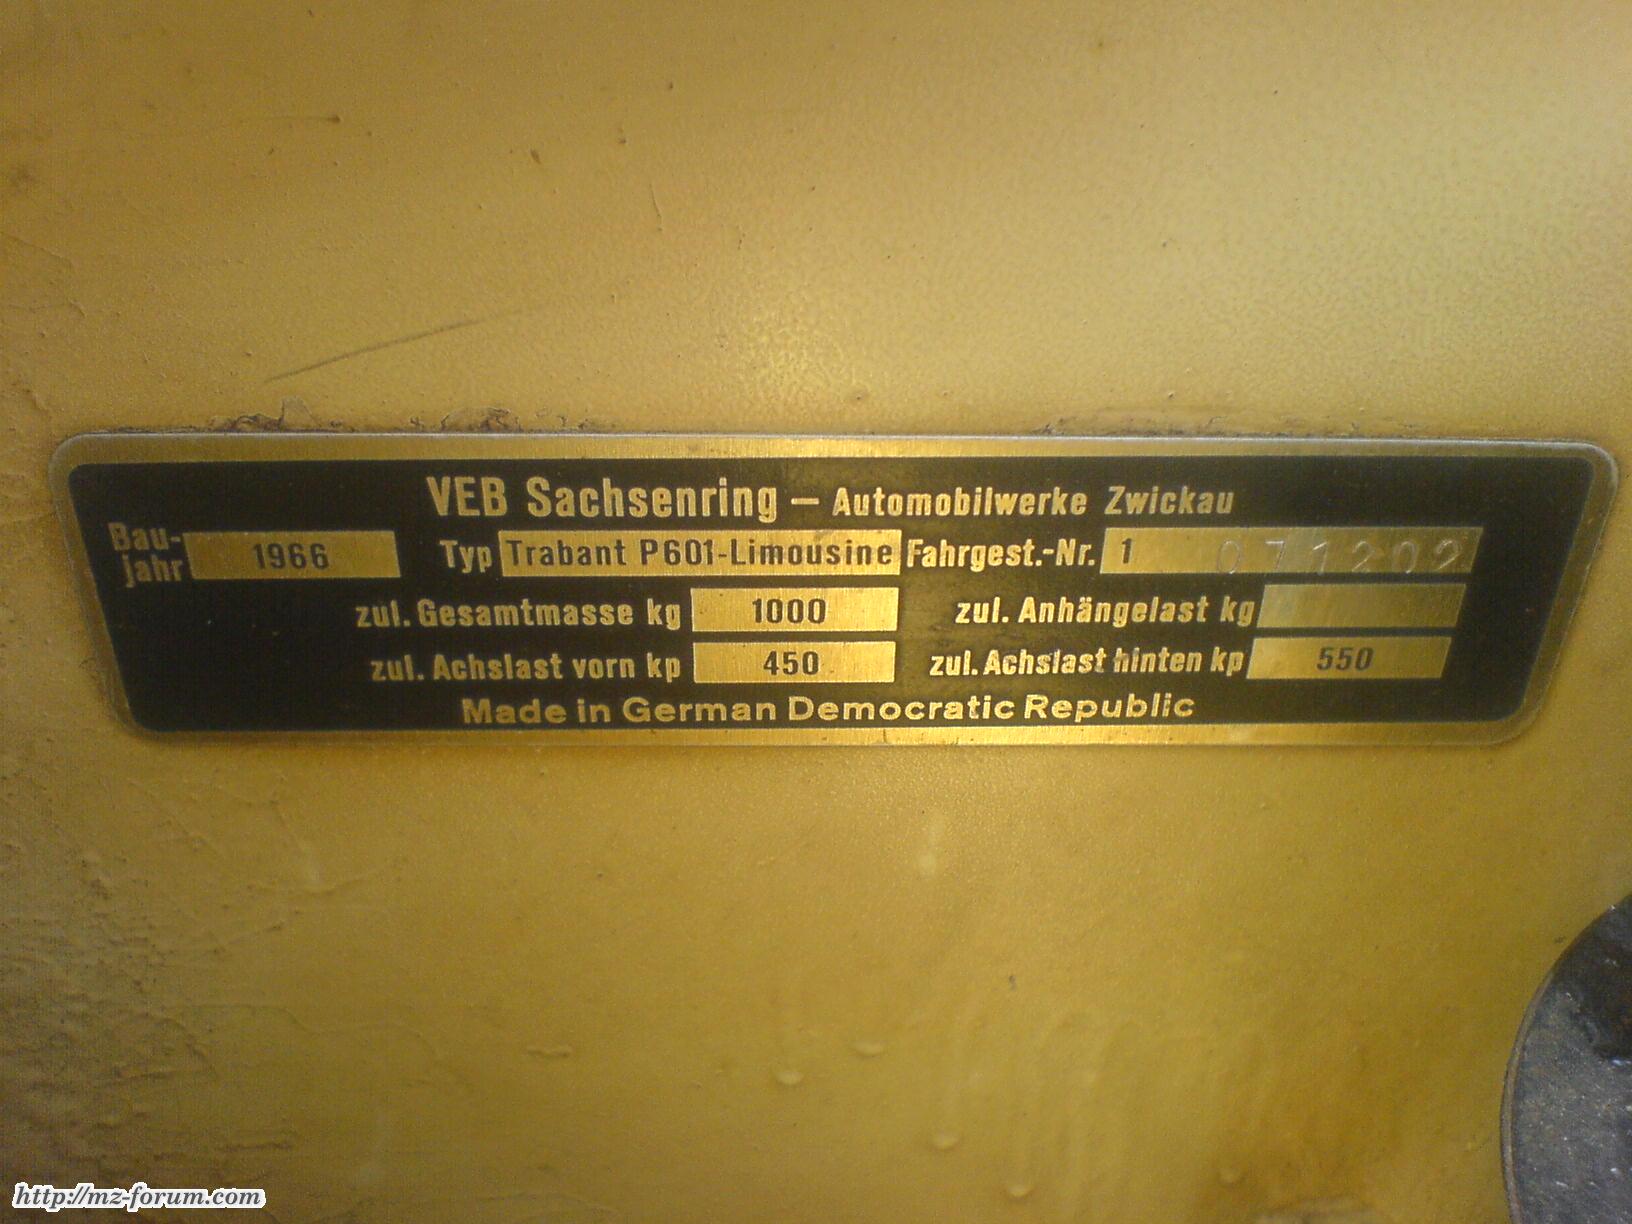 VEB Sachsenring – Automobilwerke Zwickau
Bau-
jahr 1966 Typ Trabant P601-Limousine Fahrgest.-Nr. 1 071202
zul. Gesamtmasse kg 1000 zul. Anhängelast kg
zul. Achslast vorn kp 450 zul. Achslast hinten kp 550
Made in German Democratic Republic
http://mz-forum.com